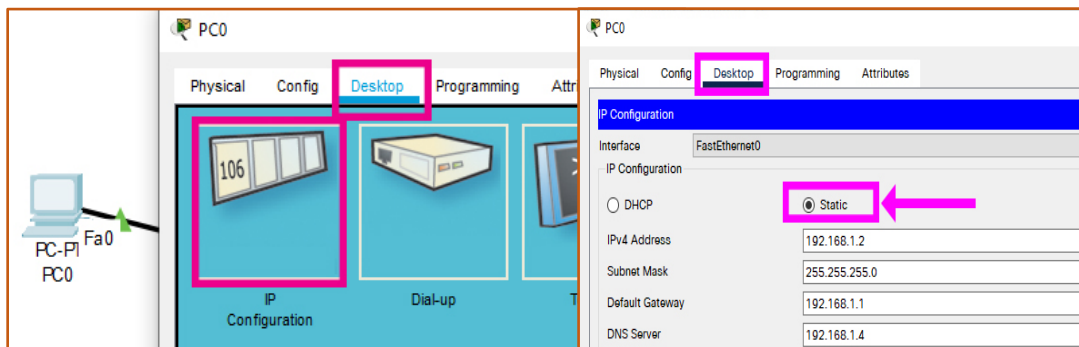 PC0
Physical Config Desktop Programming Attri
106
IP
Configuration
Dial-up
T
Fa0
PC-PT
PC0
PC0
Physical Config Desktop Programming Attributes
IP Configuration
Interface FastEthernet0
IP Configuration
DHCP Static
IPv4 Address 192.168.1.2
Subnet Mask 255.255.255.0
Default Gateway 192.168.1.1
DNS Server 192.168.1.4